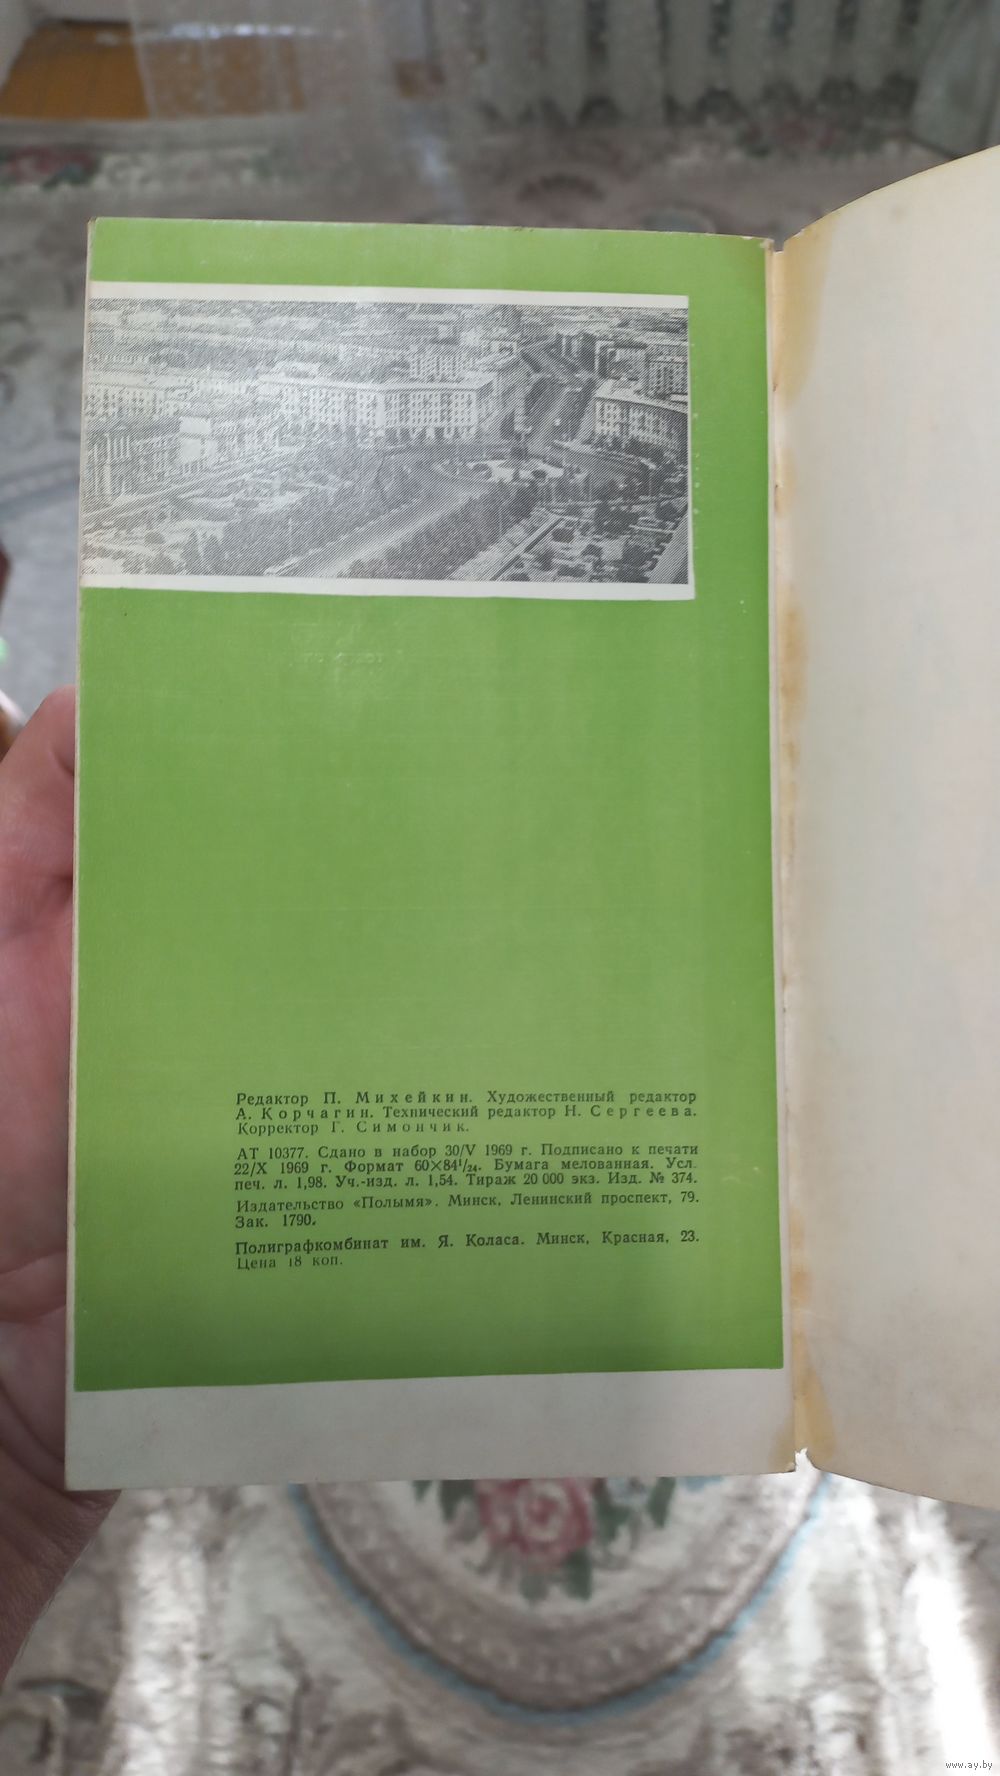 Редактор П. Михейкин. Художественный редактор
А. Корчагин. Технический редактор Н. Сергеева.
Корректор Г. Симончик.
АТ 10377. Сдано в набор 30/V 1969 г. Подписано к печати
22/X 1969 г. Формат 60×84¹/₂₄. Бумага мелованная. Усл.
печ. л. 1,98. Уч.-изд. л. 1,54. Тираж 20 000 экз. Изд. № 374.
Издательство «Полымя». Минск, Ленинский проспект, 79.
Зак. 1790.
Полиграфкомбинат им. Я. Коласа. Минск, Красная, 23.
Цена 18 коп.
www.ay.by